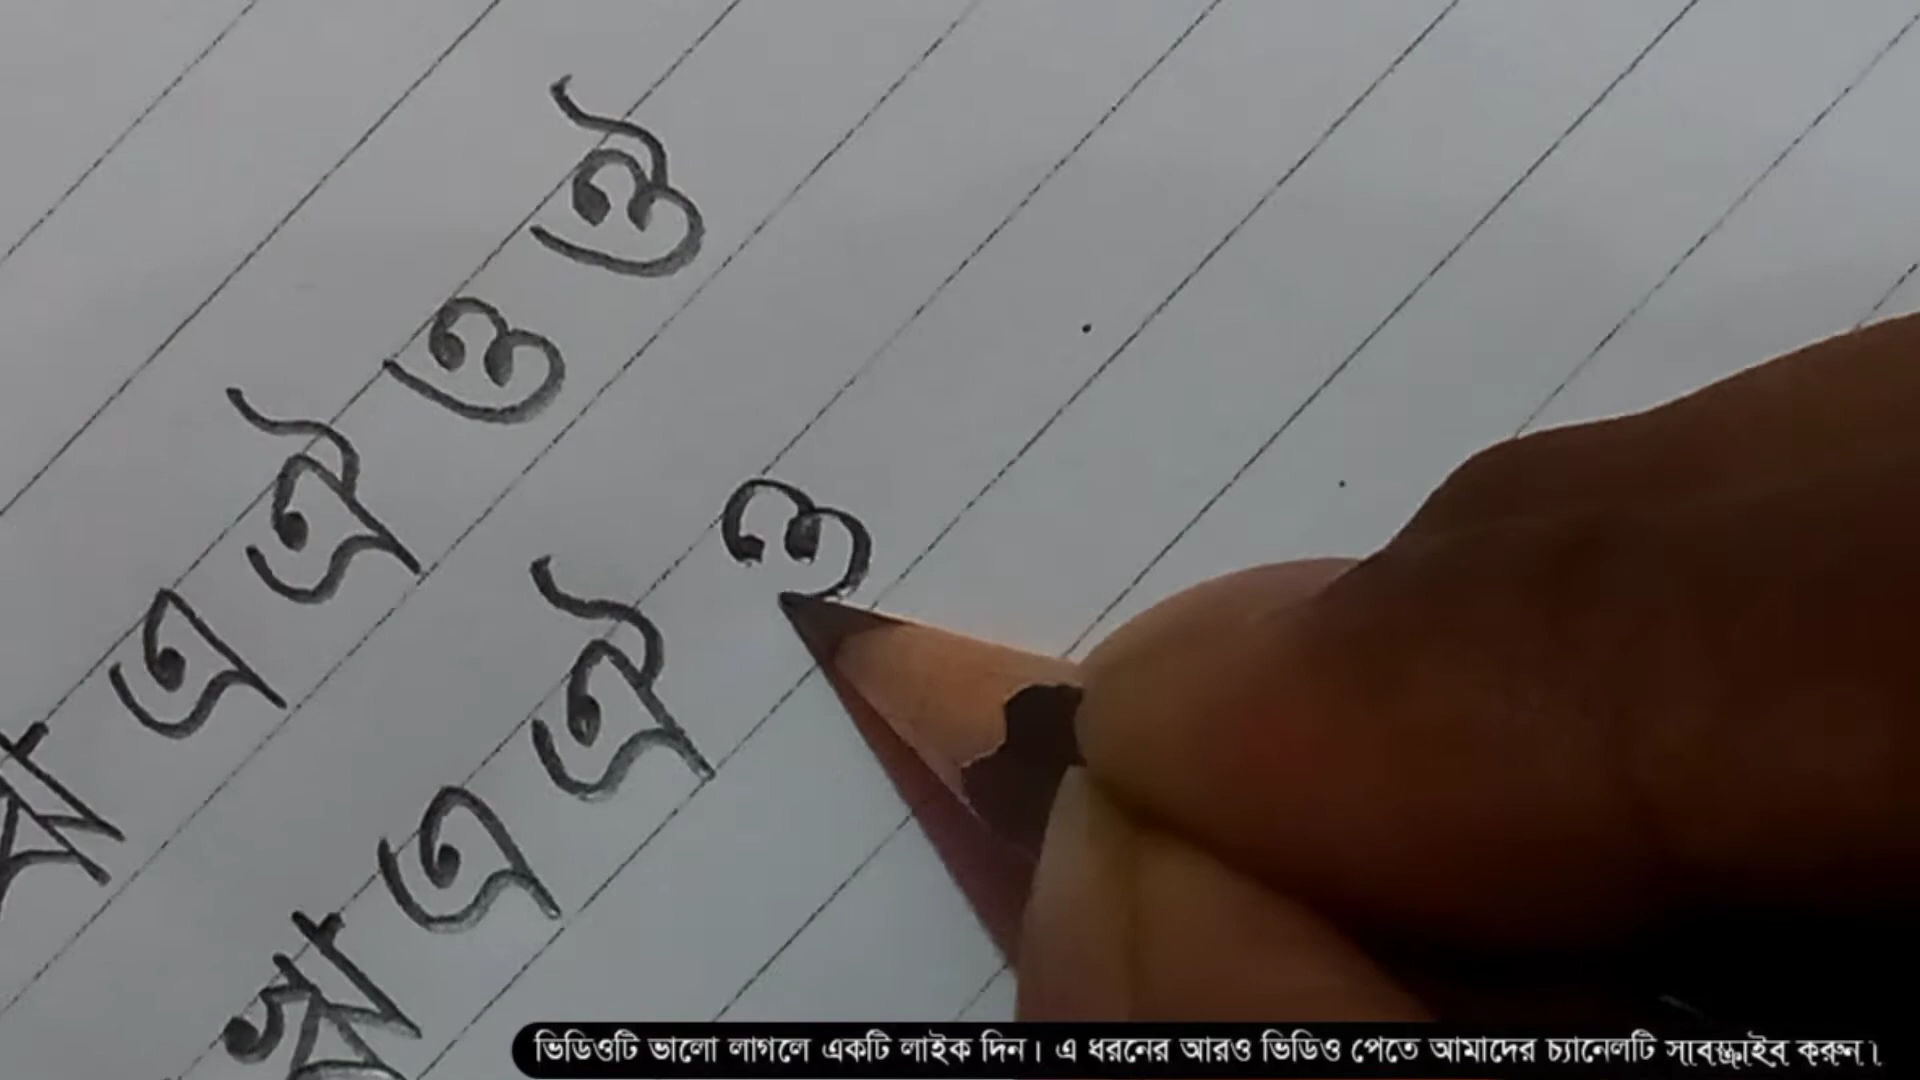 ঋ এ ঐ ও ঔ
ঋ এ ঐ ও
ভিডিওটি ভালো লাগলে একটি লাইক দিন। এ ধরনের আরও ভিডিও পেতে আমাদের চ্যানেলটি সাবস্ক্রাইব করুন।